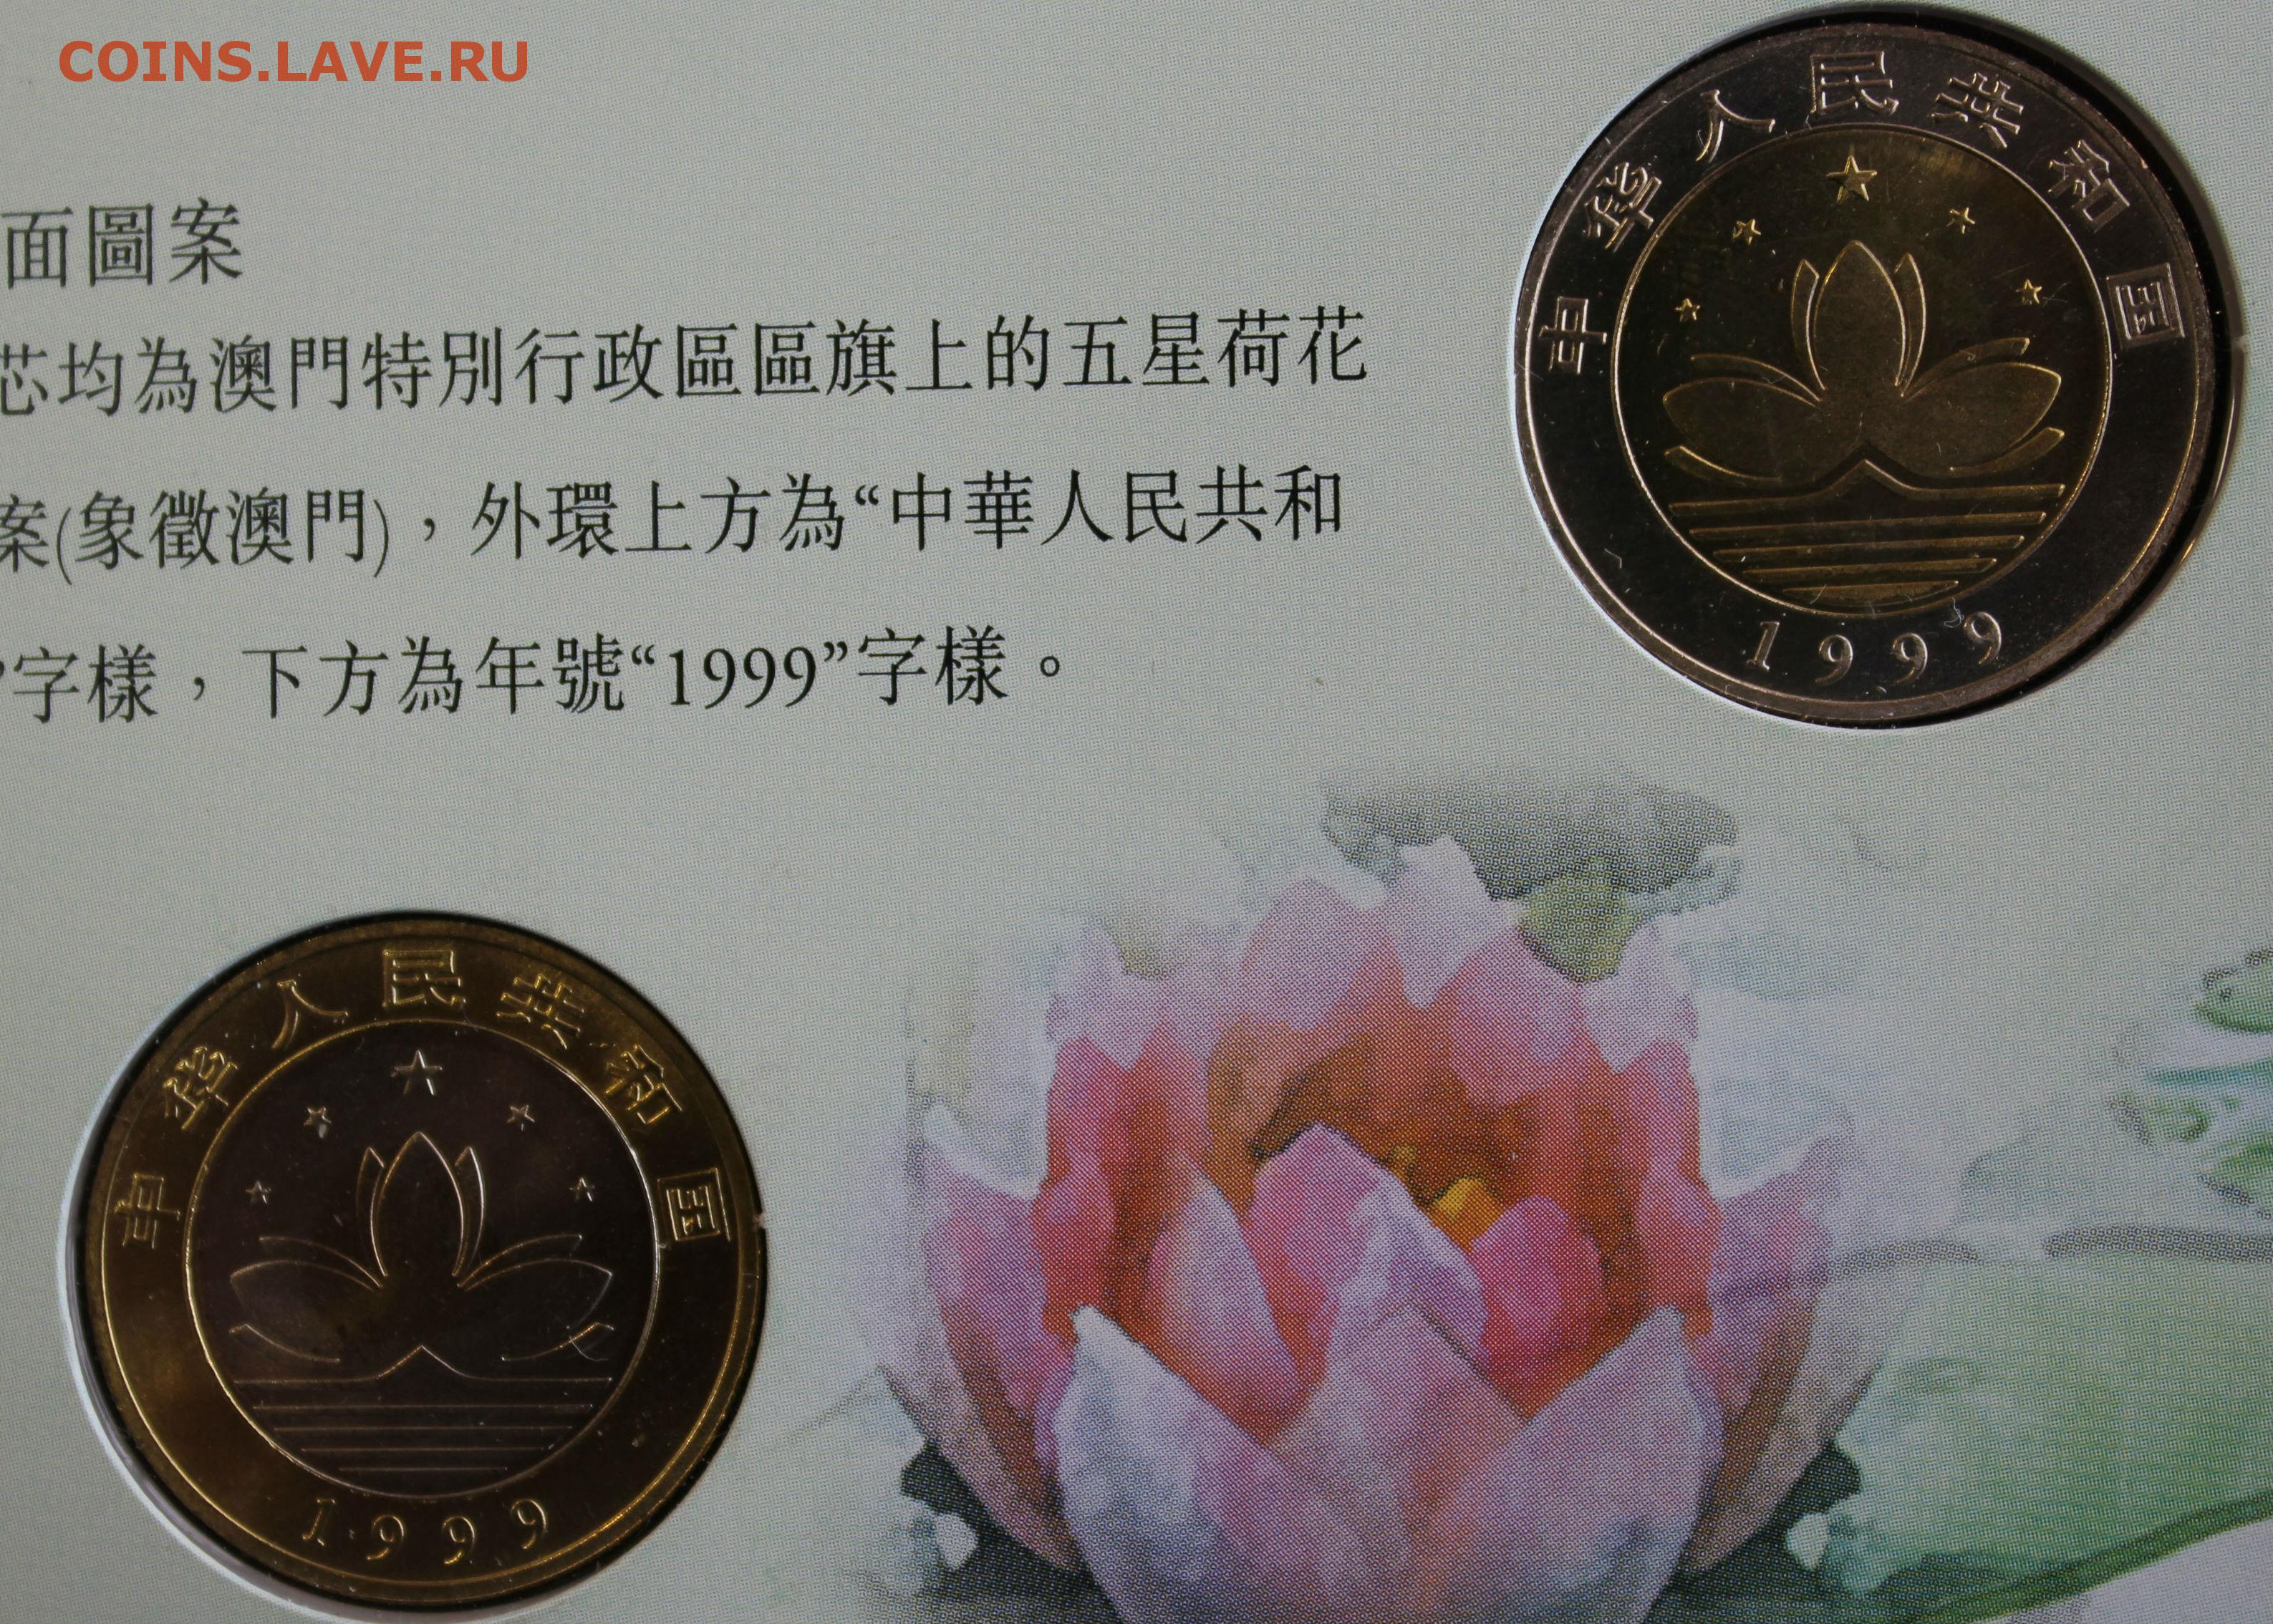 COINS.LAVE.RU
中华人民共和国
1999
面圖案
芯均為澳門特別行政區區旗上的五星荷花
案(象徵澳門)，外環上方為“中華人民共和
”字樣，下方為年號“1999”字樣。
中华人民共和国
1999